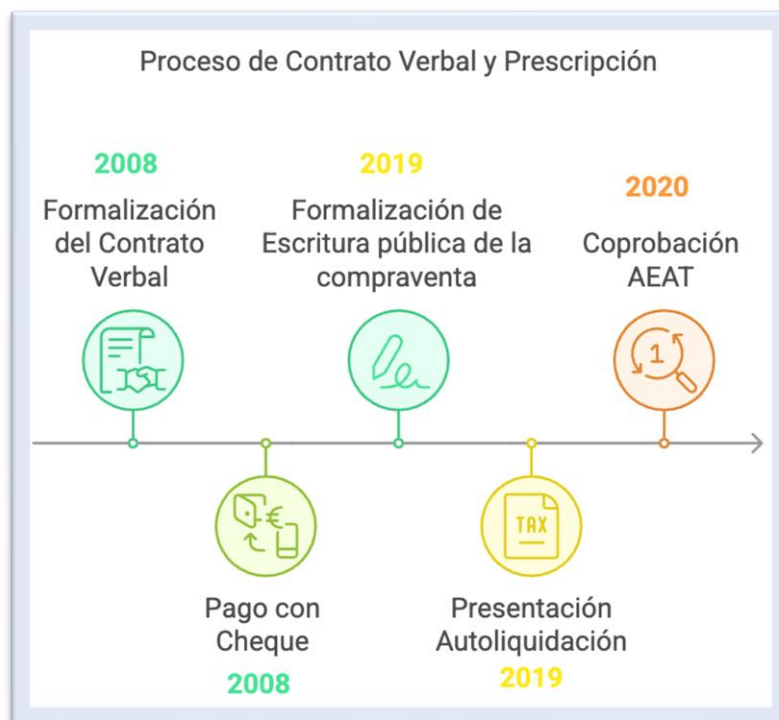 Proceso de Contrato Verbal y Prescripción
2008
Formalización
del Contrato
Verbal
2019
Formalización de
Escritura pública de la
compraventa
2020
Coprobación
AEAT
1
€
TAX
Pago con
Cheque
2008
Presentación
Autoliquidación
2019